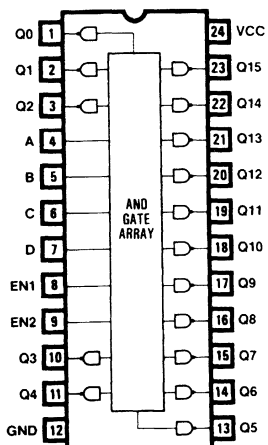 Q0 1 24 VCC
Q1 2 23 Q15
Q2 3 22 Q14
A 4 21 Q13
B 5 20 Q12
C 6 19 Q11
D 7 18 Q10
EN1 8 17 Q9
EN2 9 16 Q8
Q3 10 15 Q7
Q4 11 14 Q6
GND 12 13 Q5
AND
GATE
ARRAY